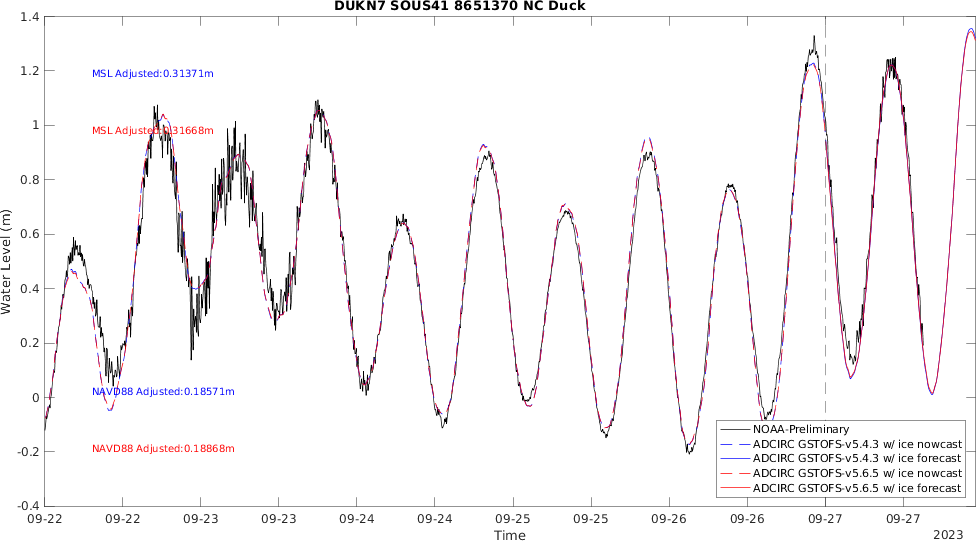 DUKN7 SOUS41 8651370 NC Duck
1.4
1.2
1
0.8
0.6
0.4
0.2
0
-0.2
-0.4
Water Level (m)
MSL Adjusted:0.31371m
MSL Adjusted:0.31668m
NAVD88 Adjusted:0.18571m
NAVD88 Adjusted:0.18868m
NOAA-Preliminary
ADCIRC GSTOFS-v5.4.3 w/ ice nowcast
ADCIRC GSTOFS-v5.4.3 w/ ice forecast
ADCIRC GSTOFS-v5.6.5 w/ ice nowcast
ADCIRC GSTOFS-v5.6.5 w/ ice forecast
09-22 09-22 09-23 09-23 09-24 09-24 09-25 09-25 09-26 09-26 09-27 09-27
Time
2023